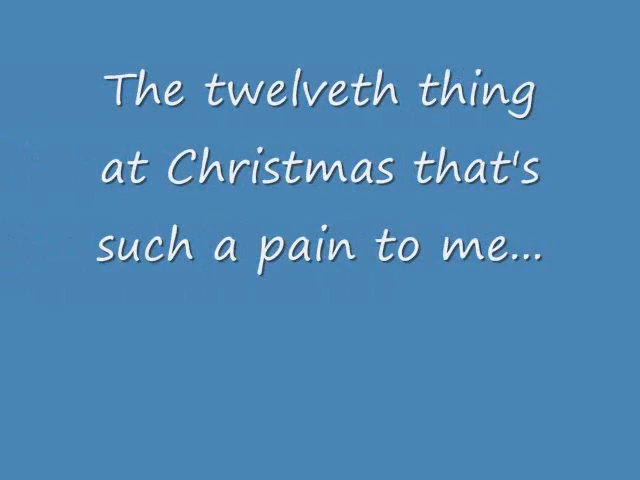 The twelveth thing
at Christmas that's
such a pain to me...